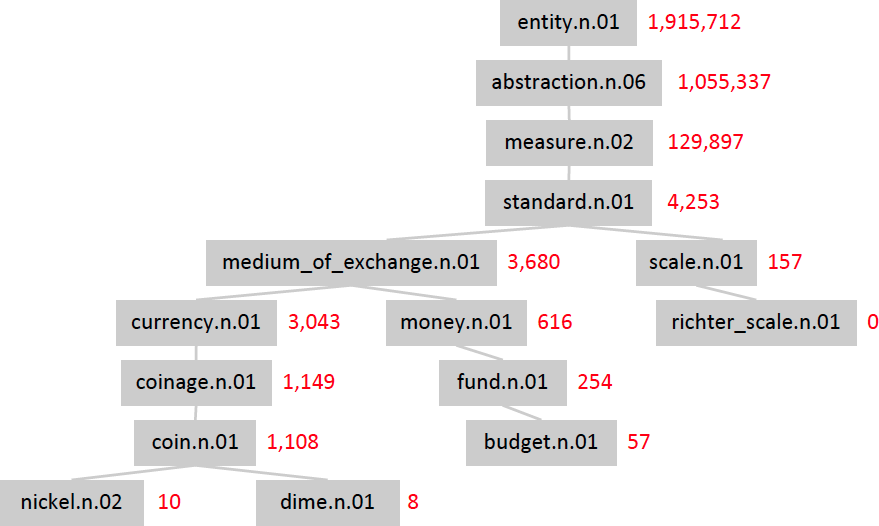 entity.n.01 1,915,712
abstraction.n.06 1,055,337
measure.n.02 129,897
standard.n.01 4,253
medium_of_exchange.n.01 3,680 scale.n.01 157
currency.n.01 3,043 money.n.01 616 richter_scale.n.01 0
coinage.n.01 1,149 fund.n.01 254
coin.n.01 1,108 budget.n.01 57
nickel.n.02 10 dime.n.01 8